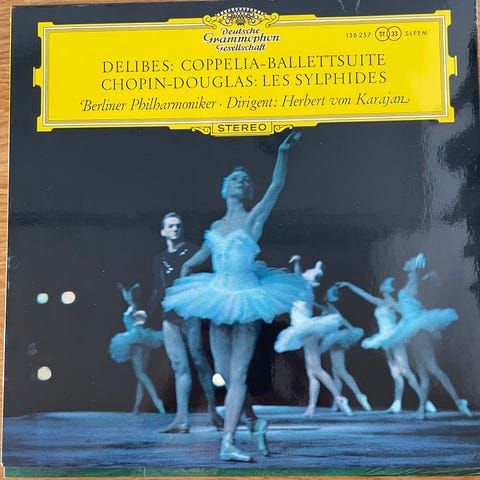 Deutsche
Grammophon
Gesellschaft
136 257 ST 33 SLPEM
DELIBES: COPPELIA-BALLETTSUITE
CHOPIN-DOUGLAS: LES SYLPHIDES
Berliner Philharmoniker · Dirigent: Herbert von Karajan
STEREO